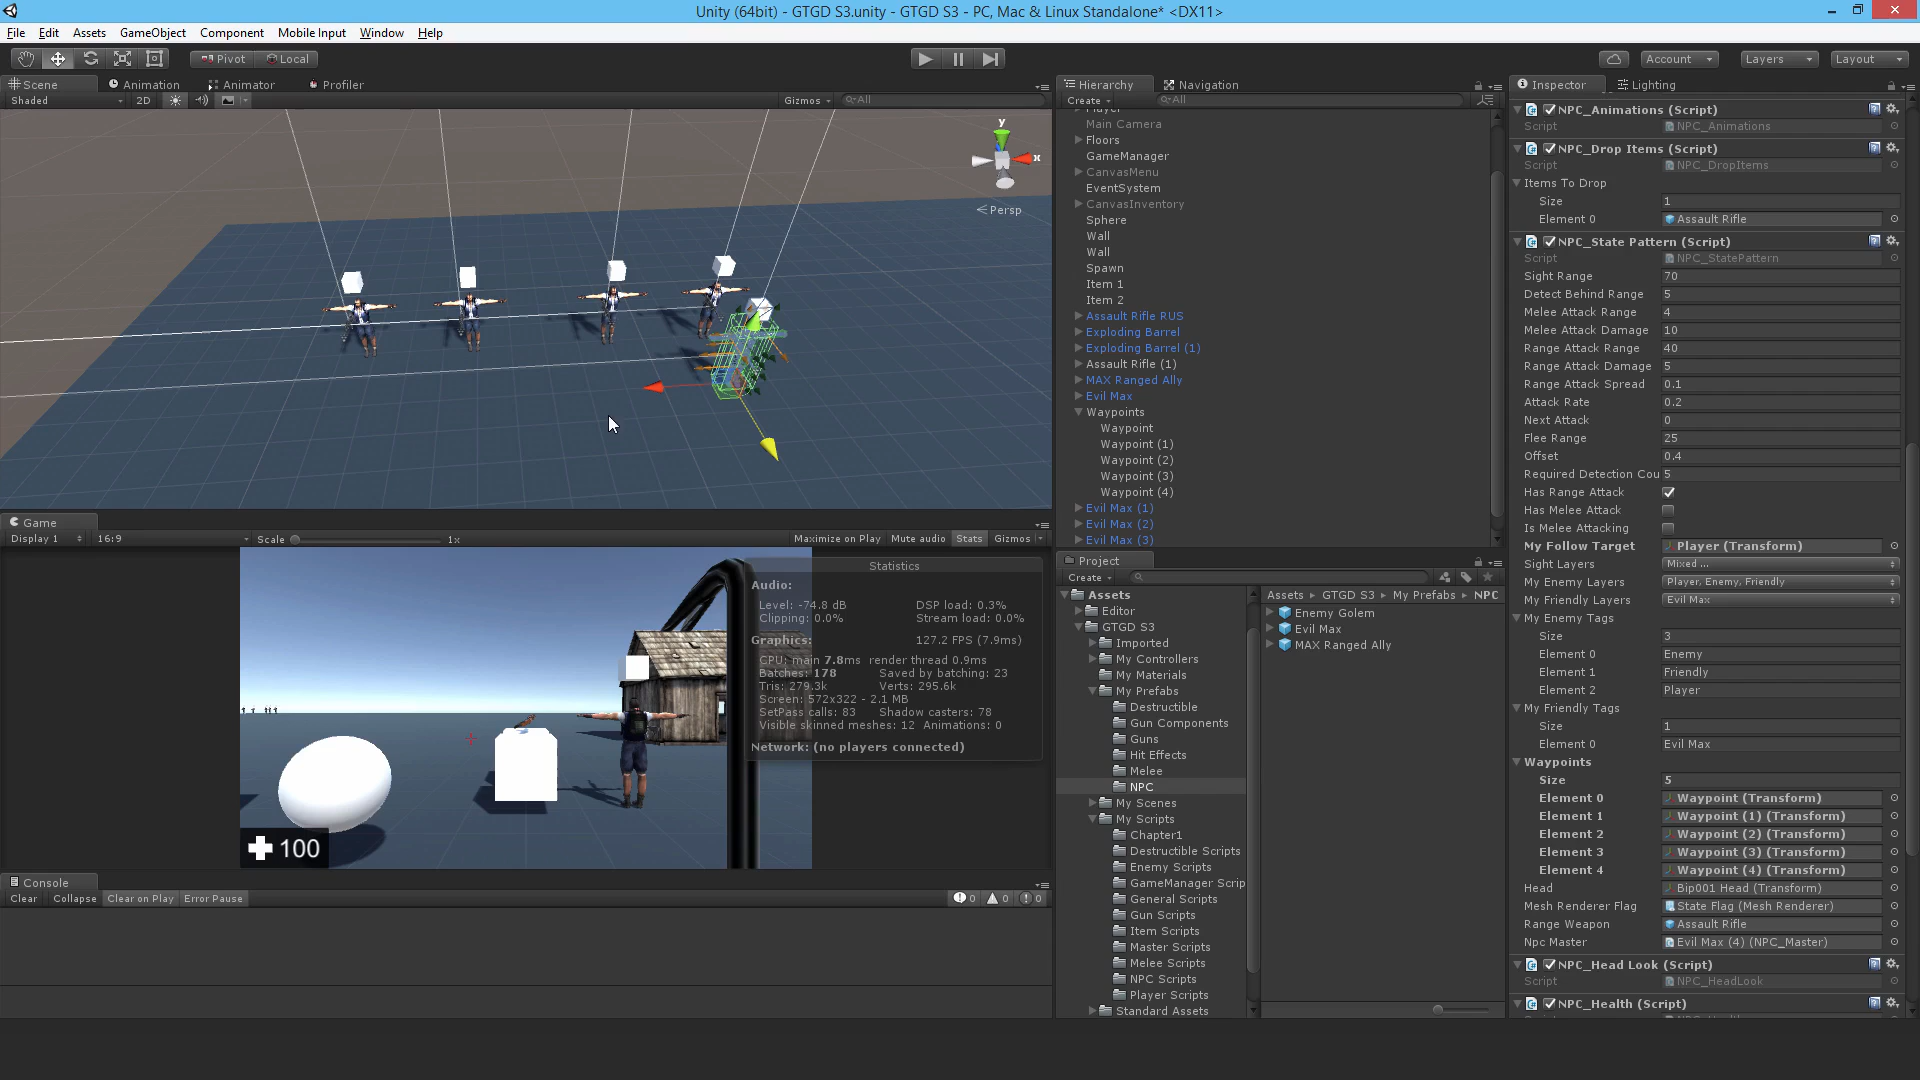 Unity (64bit) - GTGD S3.unity - GTGD S3 - PC, Mac & Linux Standalone* <DX11>
File Edit Assets GameObject Component Mobile Input Window Help
Pivot Local Account Layers Layout
Scene Animation Animator Profiler
Shaded 2D Gizmos All
y
x
Persp
Game
Display 1 16:9 Scale 1x Maximize on Play Mute audio Stats Gizmos
Statistics
Audio:
Level: -74.8 dB DSP load: 0.3%
Clipping: 0.0% Stream load: 0.0%
Graphics: 127.2 FPS (7.9ms)
CPU: main 7.8ms render thread 0.9ms
Batches: 178 Saved by batching: 23
Tris: 279.3k Verts: 295.6k
Screen: 572x322 - 2.1 MB
SetPass calls: 83 Shadow casters: 78
Visible skinned meshes: 12 Animations: 0
Network: (no players connected)
100
Console
Clear Collapse Clear on Play Error Pause 0 0 0
Hierarchy Navigation
Create All
Player
Main Camera
Floors
GameManager
CanvasMenu
EventSystem
CanvasInventory
Sphere
Wall
Wall
Spawn
Item 1
Item 2
Assault Rifle RUS
Exploding Barrel
Exploding Barrel (1)
Assault Rifle (1)
MAX Ranged Ally
Evil Max
Waypoints
Waypoint
Waypoint (1)
Waypoint (2)
Waypoint (3)
Waypoint (4)
Evil Max (1)
Evil Max (2)
Evil Max (3)
Project
Create
Assets
Editor
GTGD S3
Imported
My Controllers
My Materials
My Prefabs
Destructible
Gun Components
Guns
Hit Effects
Melee
NPC
My Scenes
My Scripts
Chapter1
Destructible Scripts
Enemy Scripts
GameManager Scrip
General Scripts
Gun Scripts
Item Scripts
Master Scripts
Melee Scripts
NPC Scripts
Player Scripts
Standard Assets
Assets GTGD S3 My Prefabs NPC
Enemy Golem
Evil Max
MAX Ranged Ally
Inspector Lighting
NPC_Animations (Script)
Script NPC_Animations
NPC_Drop Items (Script)
Script NPC_DropItems
Items To Drop
Size 1
Element 0 Assault Rifle
NPC_State Pattern (Script)
Script NPC_StatePattern
Sight Range 70
Detect Behind Range 5
Melee Attack Range 4
Melee Attack Damage 10
Range Attack Range 40
Range Attack Damage 5
Range Attack Spread 0.1
Attack Rate 0.2
Next Attack 0
Flee Range 25
Offset 0.4
Required Detection Cou 5
Has Range Attack
Has Melee Attack
Is Melee Attacking
My Follow Target Player (Transform)
Sight Layers Mixed ...
My Enemy Layers Player, Enemy, Friendly
My Friendly Layers Evil Max
My Enemy Tags
Size 3
Element 0 Enemy
Element 1 Friendly
Element 2 Player
My Friendly Tags
Size 1
Element 0 Evil Max
Waypoints
Size 5
Element 0 Waypoint (Transform)
Element 1 Waypoint (1) (Transform)
Element 2 Waypoint (2) (Transform)
Element 3 Waypoint (3) (Transform)
Element 4 Waypoint (4) (Transform)
Head Bip001 Head (Transform)
Mesh Renderer Flag State Flag (Mesh Renderer)
Range Weapon Assault Rifle
Npc Master Evil Max (4) (NPC_Master)
NPC_Head Look (Script)
Script NPC_HeadLook
NPC_Health (Script)